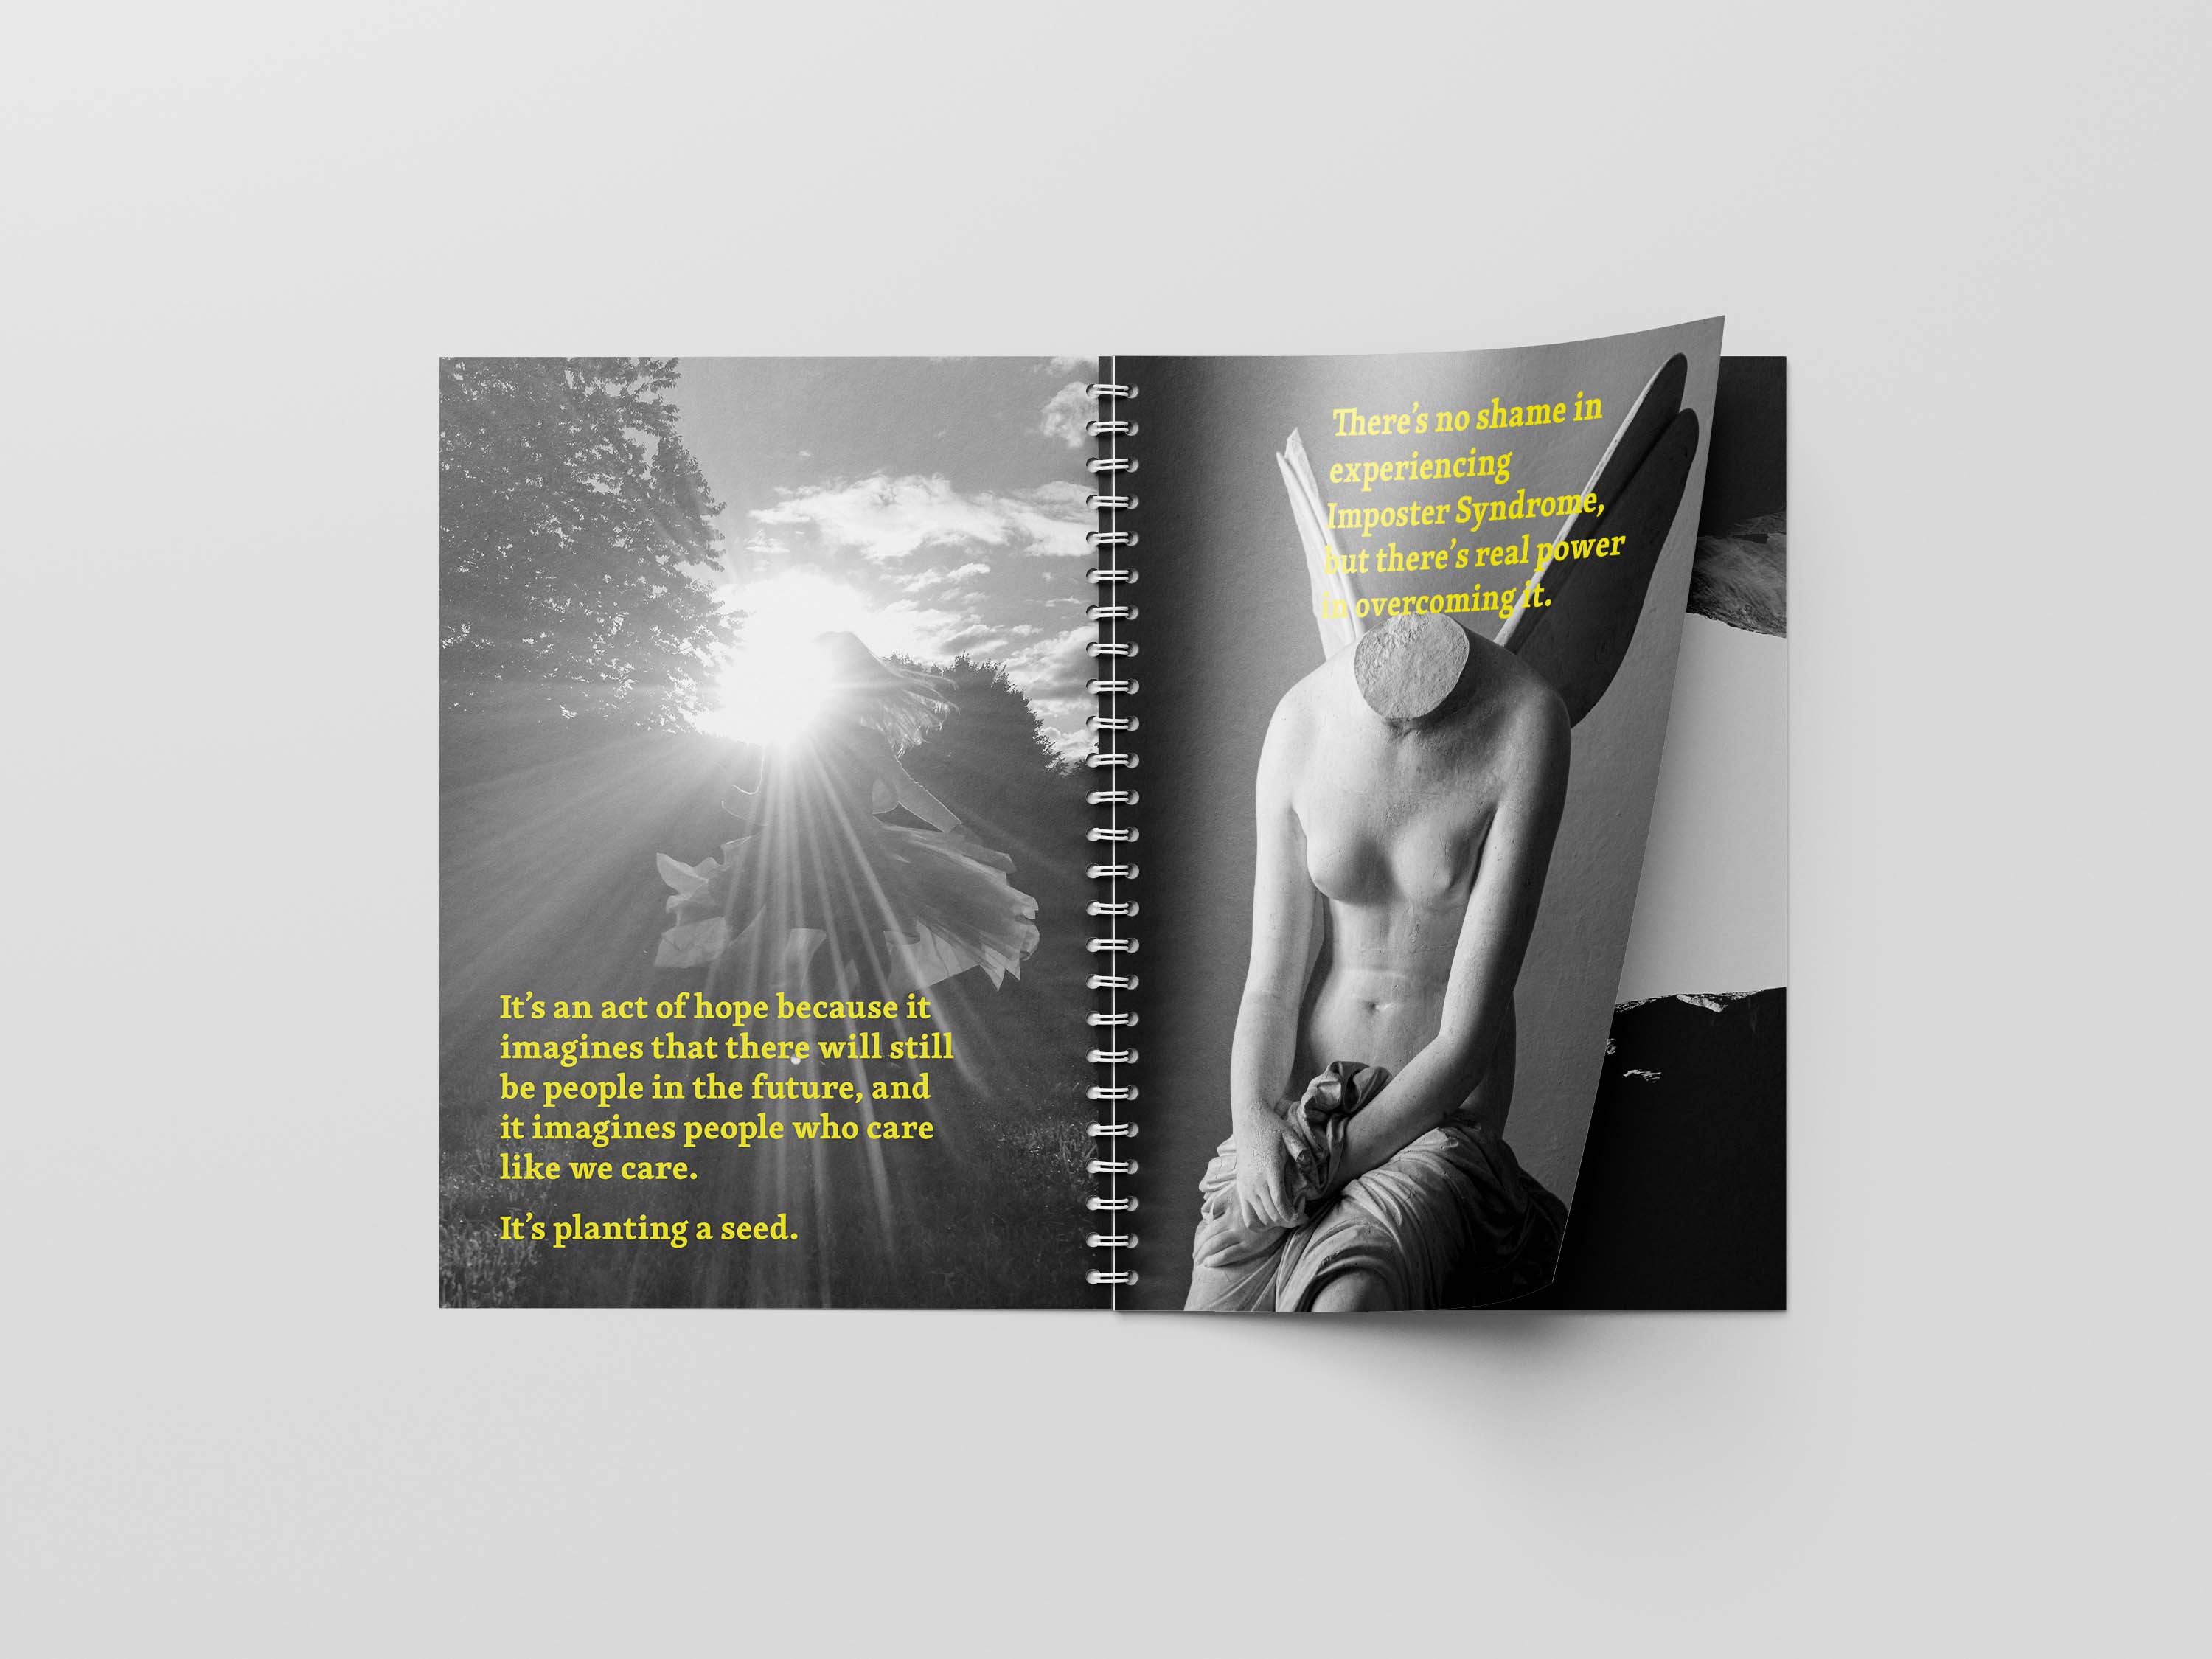 It’s an act of hope because it
imagines that there will still
be people in the future, and
it imagines people who care
like we care.
It’s planting a seed.
There’s no shame in
experiencing
Imposter Syndrome,
but there’s real power
in overcoming it.